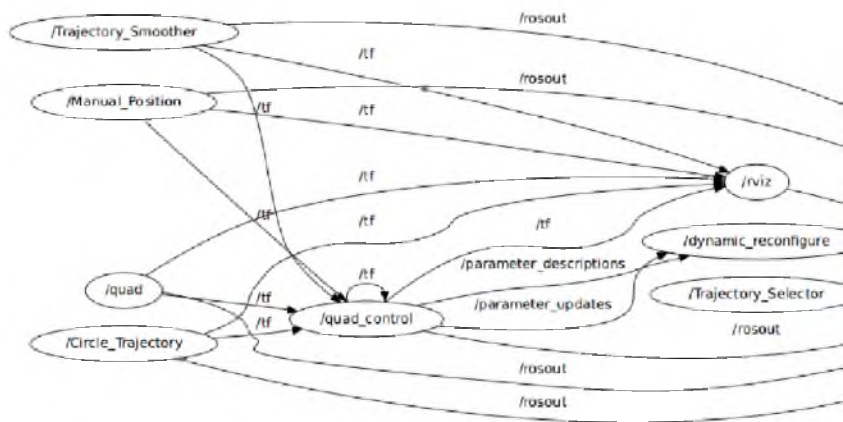 /rosout
/Trajectory_Smoother
/tf
/rosout
/Manual_Position
/tf
/tf
/tf
/rviz
/tf
/tf
/tf
/dynamic_reconfigure
/tf
/parameter_descriptions
/quad
/tf
/Trajectory_Selector
/parameter_updates
/quad_control
/tf
/rosout
/Circle_Trajectory
/rosout
/rosout